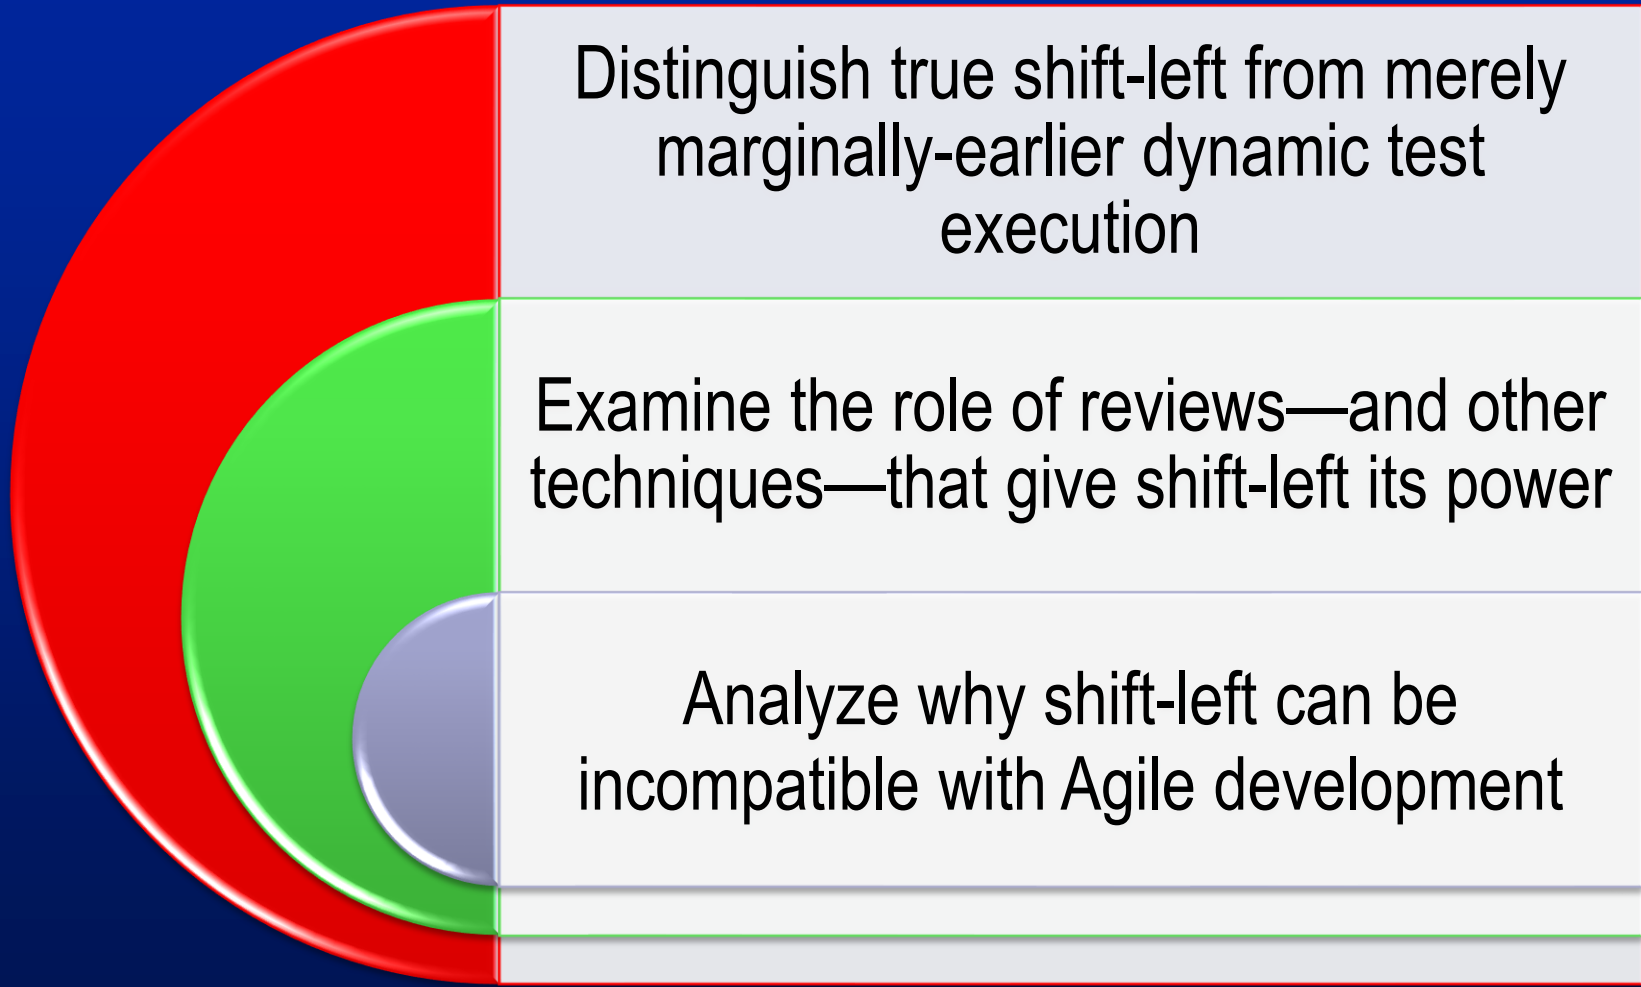 Distinguish true shift-left from merely
marginally-earlier dynamic test
execution
Examine the role of reviews—and other
techniques—that give shift-left its power
Analyze why shift-left can be
incompatible with Agile development